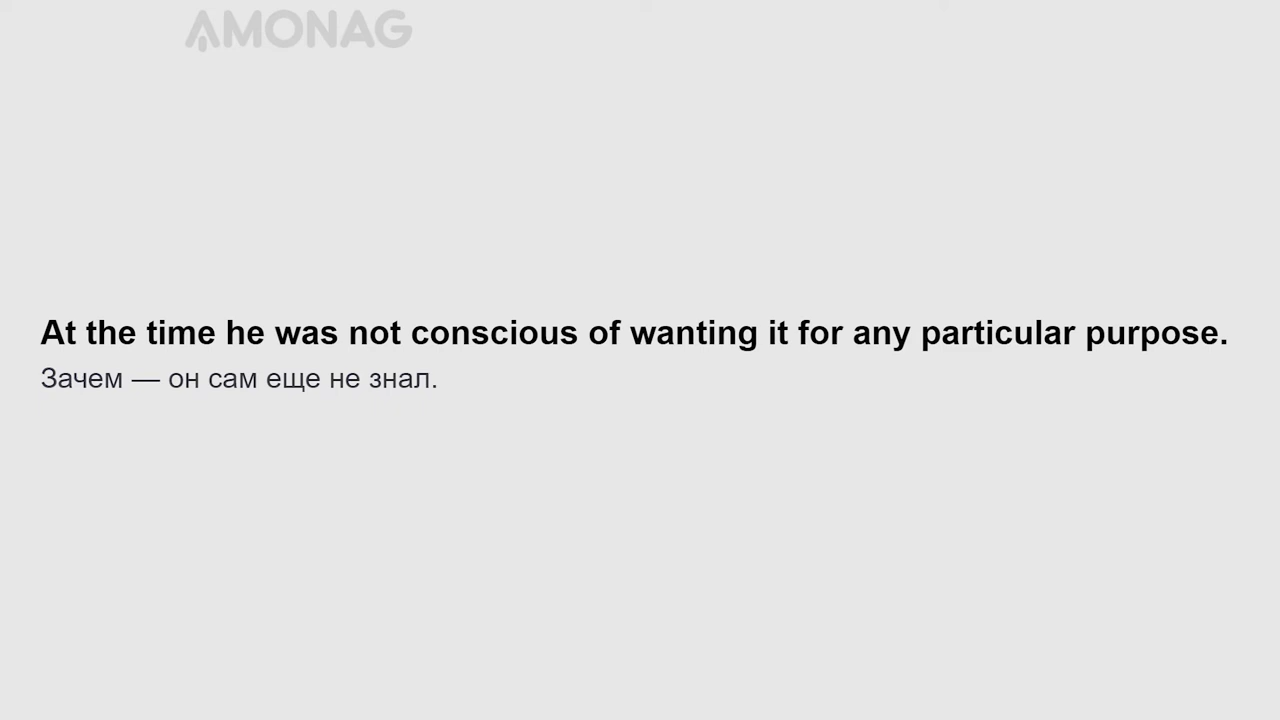 AMONAG
At the time he was not conscious of wanting it for any particular purpose.
Зачем — он сам еще не знал.